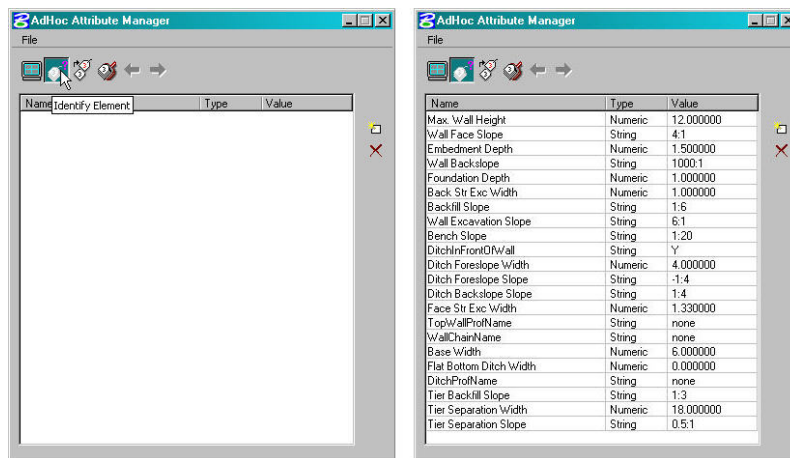 AdHoc Attribute Manager
File
Name Type Value
Identify Element
AdHoc Attribute Manager
File
Name Type Value
Max. Wall Height Numeric 12.000000
Wall Face Slope String 4:1
Embedment Depth Numeric 1.500000
Wall Backslope String 1000:1
Foundation Depth Numeric 1.000000
Back Str Exc Width Numeric 1.000000
Backfill Slope String 1:6
Wall Excavation Slope String 6:1
Bench Slope String 1:20
DitchInFrontOfWall String Y
Ditch Foreslope Width Numeric 4.000000
Ditch Foreslope Slope String -1:4
Ditch Backslope Slope String 1:4
Face Str Exc Width Numeric 1.330000
TopWallProfName String none
WallChainName String none
Base Width Numeric 6.000000
Flat Bottom Ditch Width Numeric 0.000000
DitchProfName String none
Tier Backfill Slope String 1:3
Tier Separation Width Numeric 18.000000
Tier Separation Slope String 0.5:1